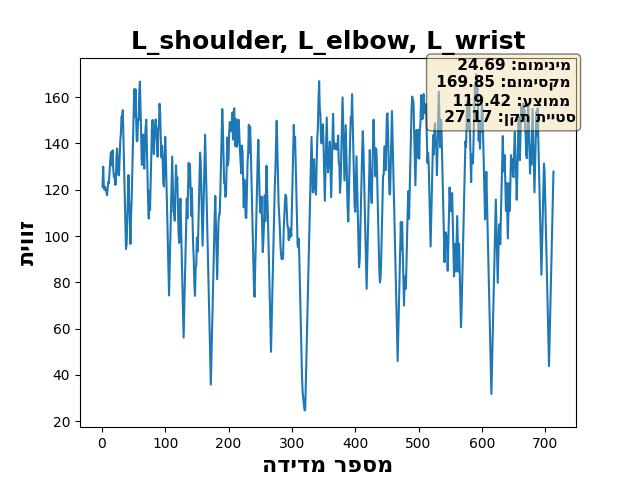 L_shoulder, L_elbow, L_wrist
מינימום: 24.69
מקסימום: 169.85
ממוצע: 119.42
סטיית תקן: 27.17
זווית
160
140
120
100
80
60
40
20
0 100 200 300 400 500 600 700
מספר מדידה